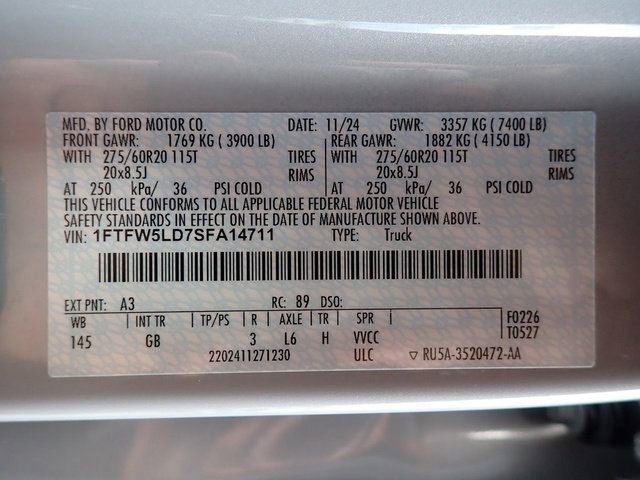 MFD. BY FORD MOTOR CO. DATE: 11/24 GVWR: 3357 KG ( 7400 LB)
FRONT GAWR: 1769 KG ( 3900 LB) REAR GAWR: 1882 KG ( 4150 LB)
WITH 275/60R20 115T TIRES WITH 275/60R20 115T TIRES
20x8.5J RIMS 20x8.5J RIMS
AT 250 kPa/ 36 PSI COLD AT 250 kPa/ 36 PSI COLD
THIS VEHICLE CONFORMS TO ALL APPLICABLE FEDERAL MOTOR VEHICLE
SAFETY STANDARDS IN EFFECT ON THE DATE OF MANUFACTURE SHOWN ABOVE.
VIN: 1FTFW5LD7SFA14711 TYPE: Truck
EXT PNT: A3 RC: 89 DSO:
WB INT TR TP/PS R AXLE TR SPR F0226
145 GB 3 L6 H VVCC T0527
2202411271230 ULC ▽ RU5A-3520472-AA